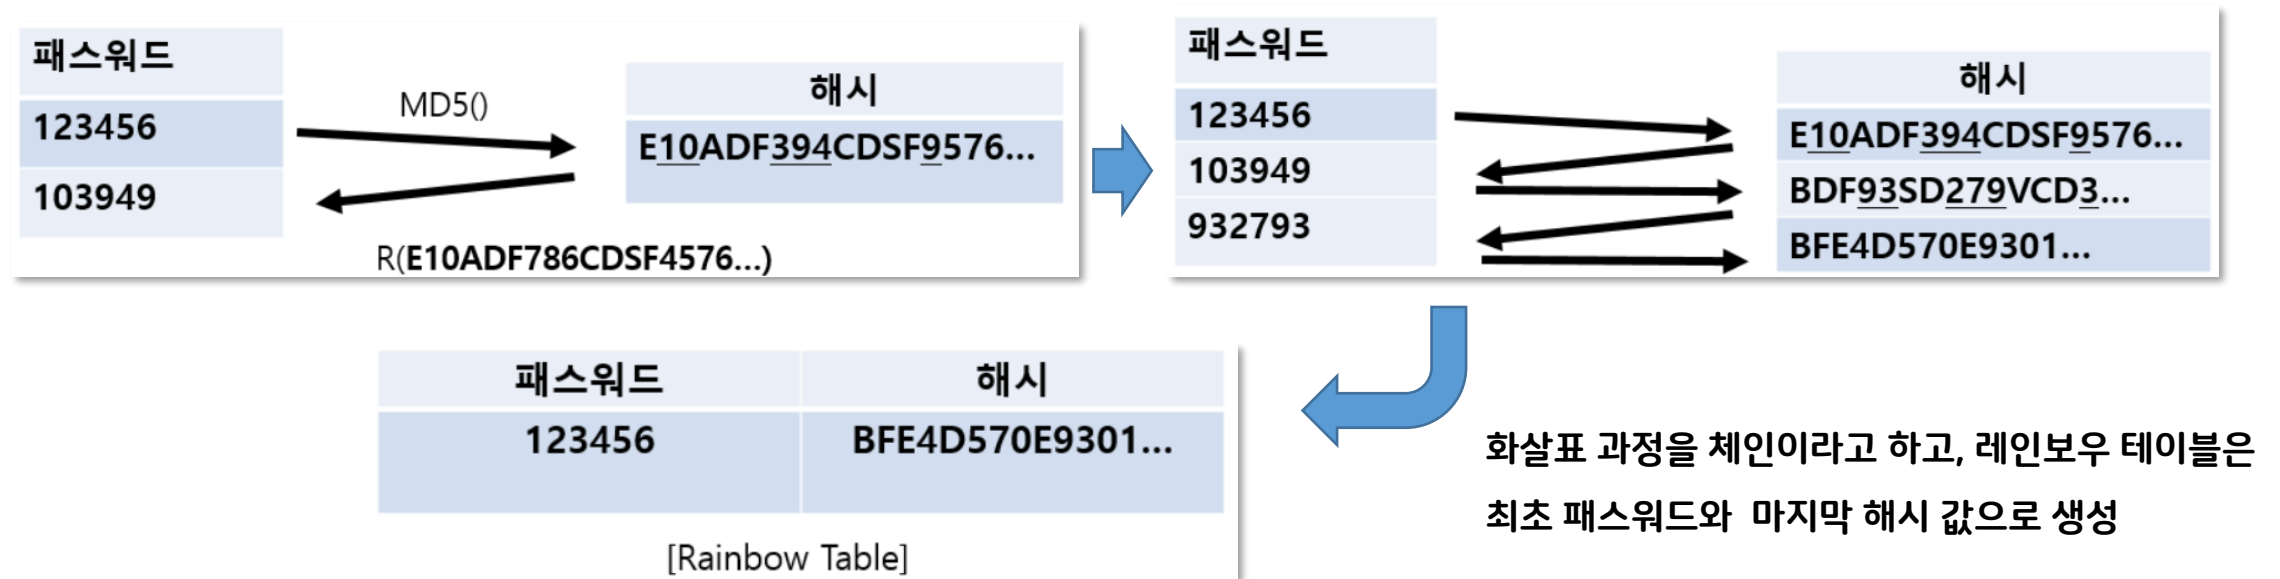 패스워드
123456
103949
MD5()
해시
E10ADF394CDSF9576...
R(E10ADF786CDSF4576...)
패스워드
123456
103949
932793
해시
E10ADF394CDSF9576...
BDF93SD279VCD3...
BFE4D570E9301...
패스워드 해시
123456 BFE4D570E9301...
[Rainbow Table]
화살표 과정을 체인이라고 하고, 레인보우 테이블은
최초 패스워드와 마지막 해시 값으로 생성